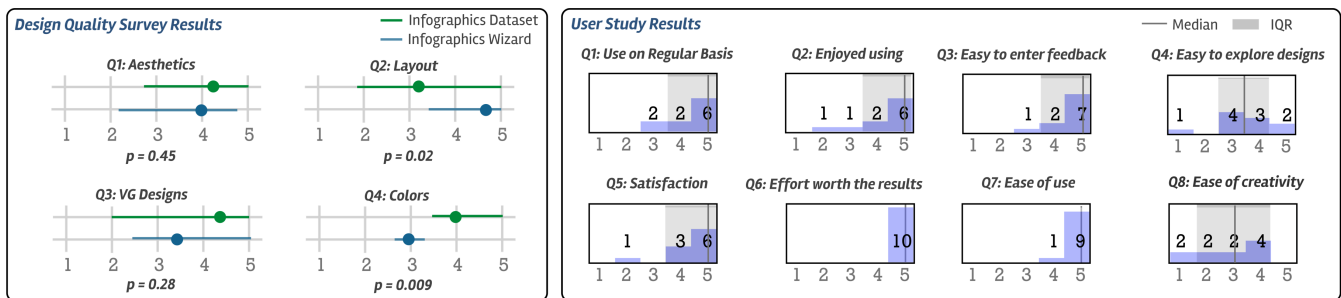 Design Quality Survey Results
Infographics Dataset
Infographics Wizard
Q1: Aesthetics
1 2 3 4 5
p = 0.45
Q2: Layout
1 2 3 4 5
p = 0.02
Q3: VG Designs
1 2 3 4 5
p = 0.28
Q4: Colors
1 2 3 4 5
p = 0.009
User Study Results
Median IQR
Q1: Use on Regular Basis
2 2 6
1 2 3 4 5
Q2: Enjoyed using
1 1 2 6
1 2 3 4 5
Q3: Easy to enter feedback
1 2 7
1 2 3 4 5
Q4: Easy to explore designs
1 4 3 2
1 2 3 4 5
Q5: Satisfaction
1 3 6
1 2 3 4 5
Q6: Effort worth the results
10
1 2 3 4 5
Q7: Ease of use
1 9
1 2 3 4 5
Q8: Ease of creativity
2 2 2 4
1 2 3 4 5